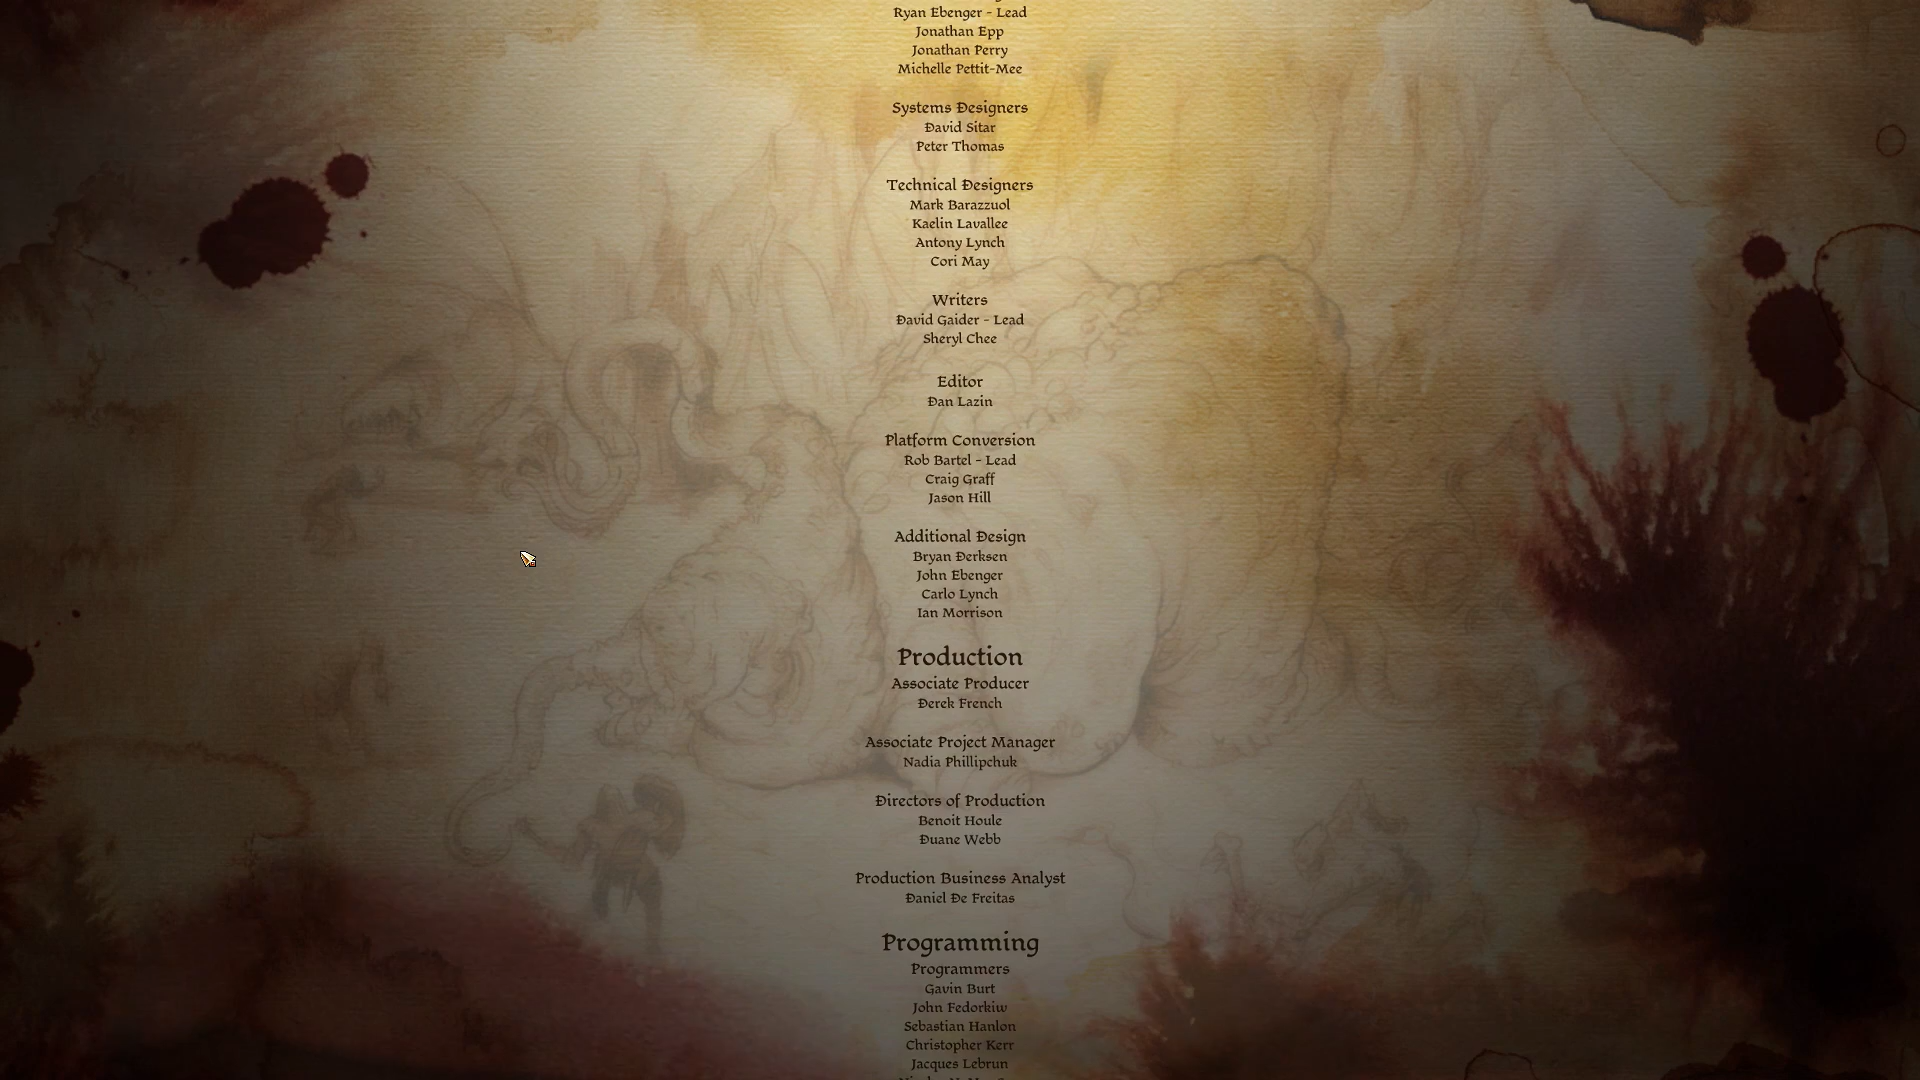 Ryan Ebenger - Lead
Jonathan Epp
Jonathan Perry
Michelle Pettit-Mee
Systems Designers
David Sitar
Peter Thomas
Technical Designers
Mark Barazzuol
Kaelin Lavallee
Antony Lynch
Cori May
Writers
David Gaider - Lead
Sheryl Chee
Editor
Dan Lazin
Platform Conversion
Rob Bartel - Lead
Craig Graff
Jason Hill
Additional Design
Bryan Derksen
John Ebenger
Carlo Lynch
Ian Morrison
Production
Associate Producer
Derek French
Associate Project Manager
Nadia Phillipchuk
Directors of Production
Benoit Houle
Duane Webb
Production Business Analyst
Daniel De Freitas
Programming
Programmers
Gavin Burt
John Fedorkiw
Sebastian Hanlon
Christopher Kerr
Jacques Lebrun